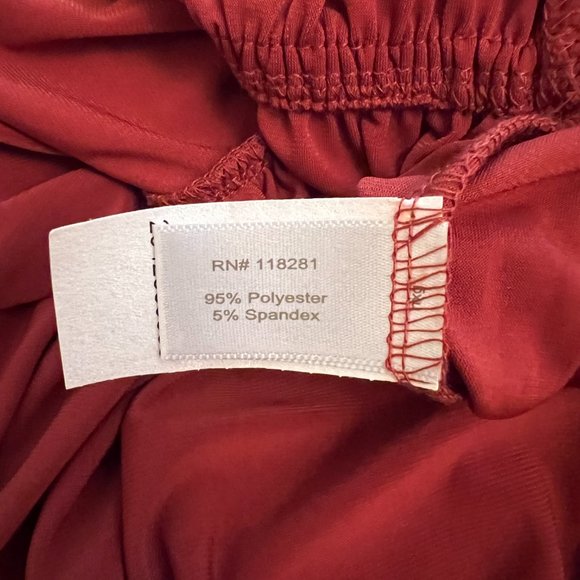 RN# 118281
95% Polyester
5% Spandex